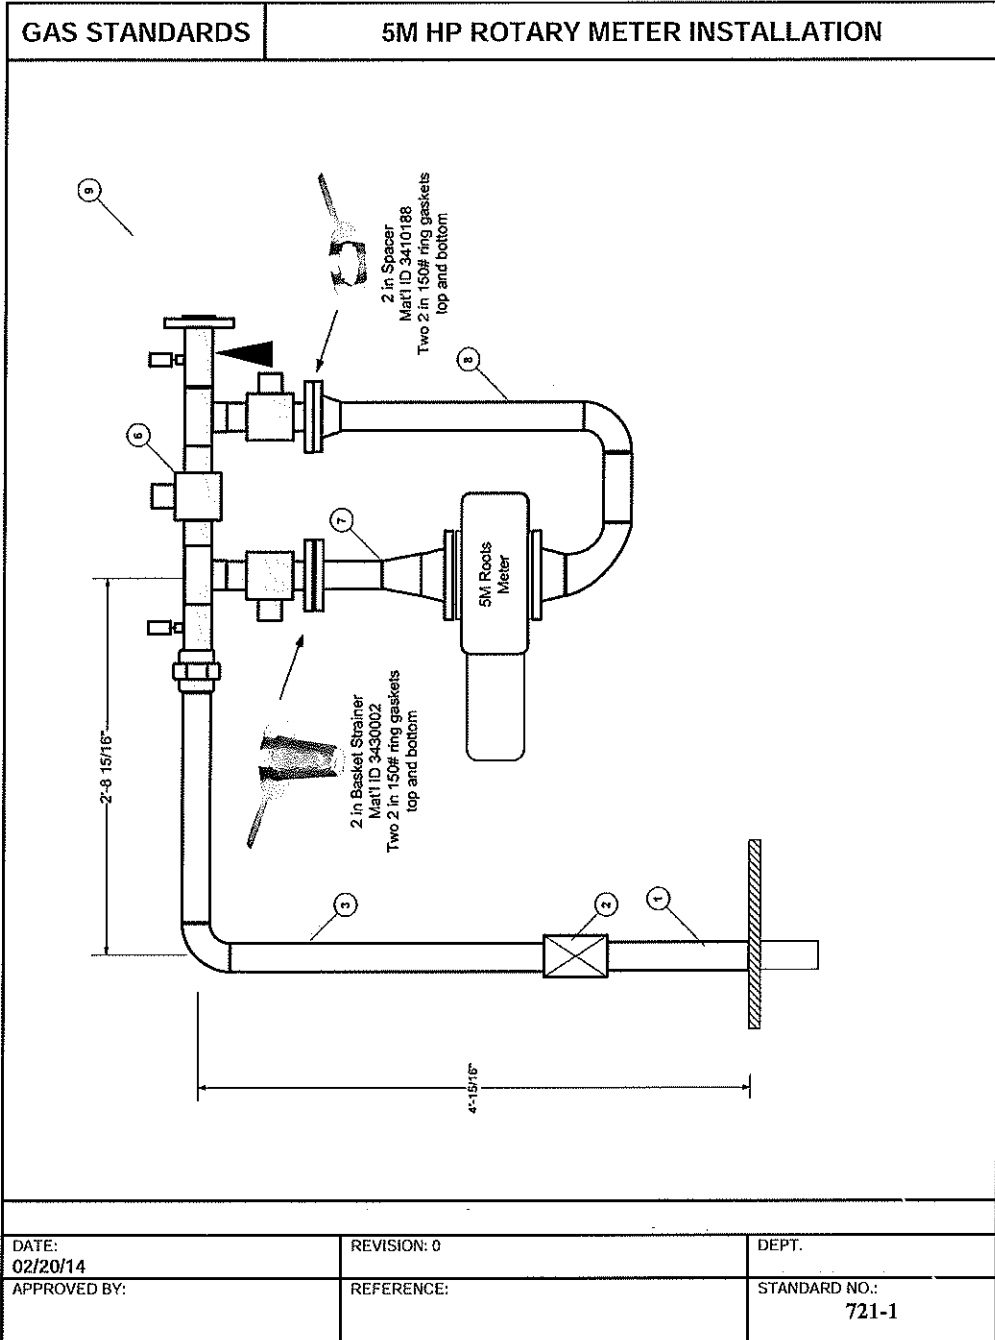 GAS STANDARDS
5M HP ROTARY METER INSTALLATION
9
2 in Spacer
Mat'l ID 3410188
Two 2 in 150# ring gaskets
top and bottom
8
6
7
5M Roots
Meter
2'-8 15/16"
2 in Basket Strainer
Mat'l ID 3430002
Two 2 in 150# ring gaskets
top and bottom
3
2
1
4'-15/16"
DATE:
02/20/14
REVISION: 0
DEPT.
APPROVED BY:
REFERENCE:
STANDARD NO.:
721-1